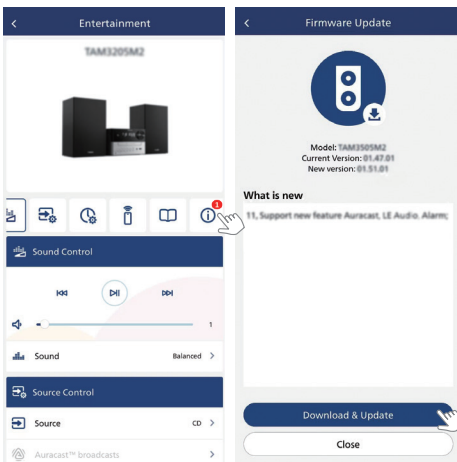 Entertainment
TAM3205M2
1
Sound Control
1
Sound
Balanced
Source Control
Source
CD
Auracast™ broadcasts
Firmware Update
Model: TAM3505M2
Current Version: 01.47.01
New version: 01.51.01
What is new
11, Support new feature Auracast, LE Audio. Alarm;
Download & Update
Close